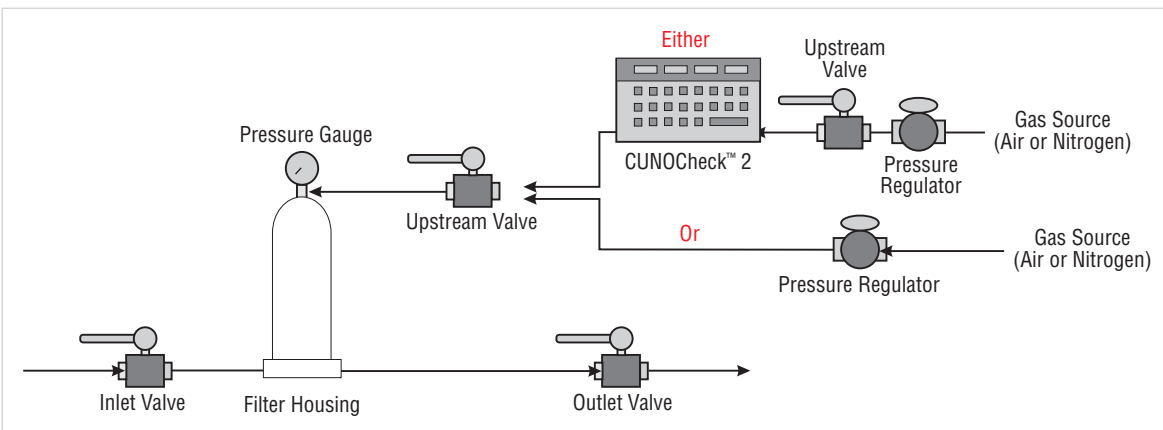 Either
Upstream
Valve
Gas Source
(Air or Nitrogen)
Pressure Gauge
CUNOCheck™ 2
Pressure
Regulator
Upstream Valve
Or
Gas Source
(Air or Nitrogen)
Pressure Regulator
Inlet Valve
Filter Housing
Outlet Valve